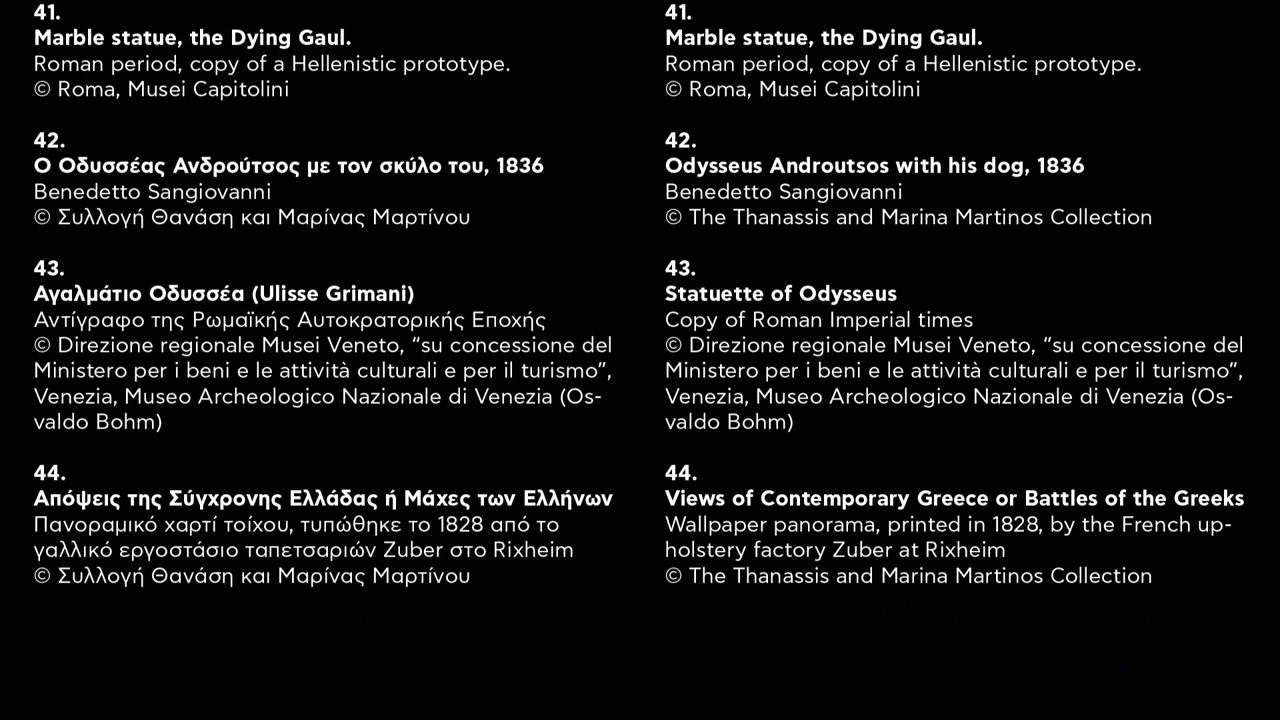 41.
Marble statue, the Dying Gaul.
Roman period, copy of a Hellenistic prototype.
© Roma, Musei Capitolini
42.
Ο Οδυσσέας Ανδρούτσος με τον σκύλο του, 1836
Benedetto Sangiovanni
© Συλλογή Θανάση και Μαρίνας Μαρτίνου
43.
Αγαλμάτιο Οδυσσέα (Ulisse Grimani)
Αντίγραφο της Ρωμαϊκής Αυτοκρατορικής Εποχής
© Direzione regionale Musei Veneto, “su concessione del
Ministero per i beni e le attività culturali e per il turismo”,
Venezia, Museo Archeologico Nazionale di Venezia (Os-
valdo Bohm)
44.
Απόψεις της Σύγχρονης Ελλάδας ή Μάχες των Ελλήνων
Πανοραμικό χαρτί τοίχου, τυπώθηκε το 1828 από το
γαλλικό εργοστάσιο ταπετσαριών Zuber στο Rixheim
© Συλλογή Θανάση και Μαρίνας Μαρτίνου
41.
Marble statue, the Dying Gaul.
Roman period, copy of a Hellenistic prototype.
© Roma, Musei Capitolini
42.
Odysseus Androutsos with his dog, 1836
Benedetto Sangiovanni
© The Thanassis and Marina Martinos Collection
43.
Statuette of Odysseus
Copy of Roman Imperial times
© Direzione regionale Musei Veneto, “su concessione del
Ministero per i beni e le attività culturali e per il turismo”,
Venezia, Museo Archeologico Nazionale di Venezia (Os-
valdo Bohm)
44.
Views of Contemporary Greece or Battles of the Greeks
Wallpaper panorama, printed in 1828, by the French up-
holstery factory Zuber at Rixheim
© The Thanassis and Marina Martinos Collection